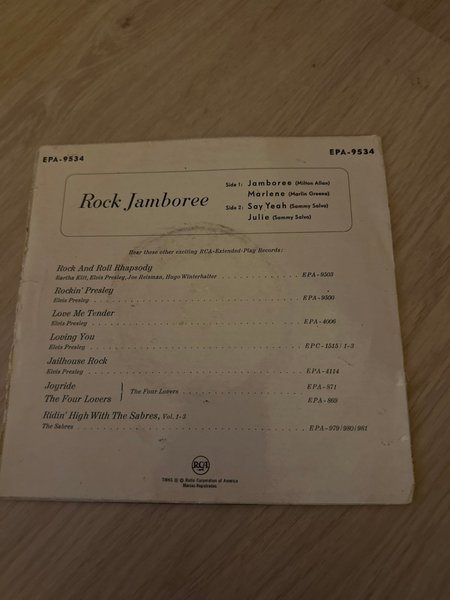 EPA-9534
EPA-9534
Rock Jamboree
Side 1: Jamboree (Milton Allen)
Marlene (Marlin Greene)
Side 2: Say Yeah (Sammy Salvo)
Julie (Sammy Salvo)
Hear these other exciting RCA-Extended-Play Records:
Rock And Roll Rhapsody
Eartha Kitt, Elvis Presley, Joe Reisman, Hugo Winterhalter . . . . . . . . . . EPA-9503
Rockin' Presley
Elvis Presley . . . . . . . . . . EPA-9500
Love Me Tender
Elvis Presley . . . . . . . . . . EPA-4006
Loving You
Elvis Presley . . . . . . . . . . EPC-1515/1-3
Jailhouse Rock
Elvis Presley . . . . . . . . . . EPA-4114
Joyride
The Four Lovers } The Four Lovers . . . . . . . . . . EPA-871
EPA-869
Ridin' High With The Sabres, Vol. 1-3
The Sabres . . . . . . . . . . EPA-979/980/981
RCA
TMKS ® © Radio Corporation of America
Marcas Registradas